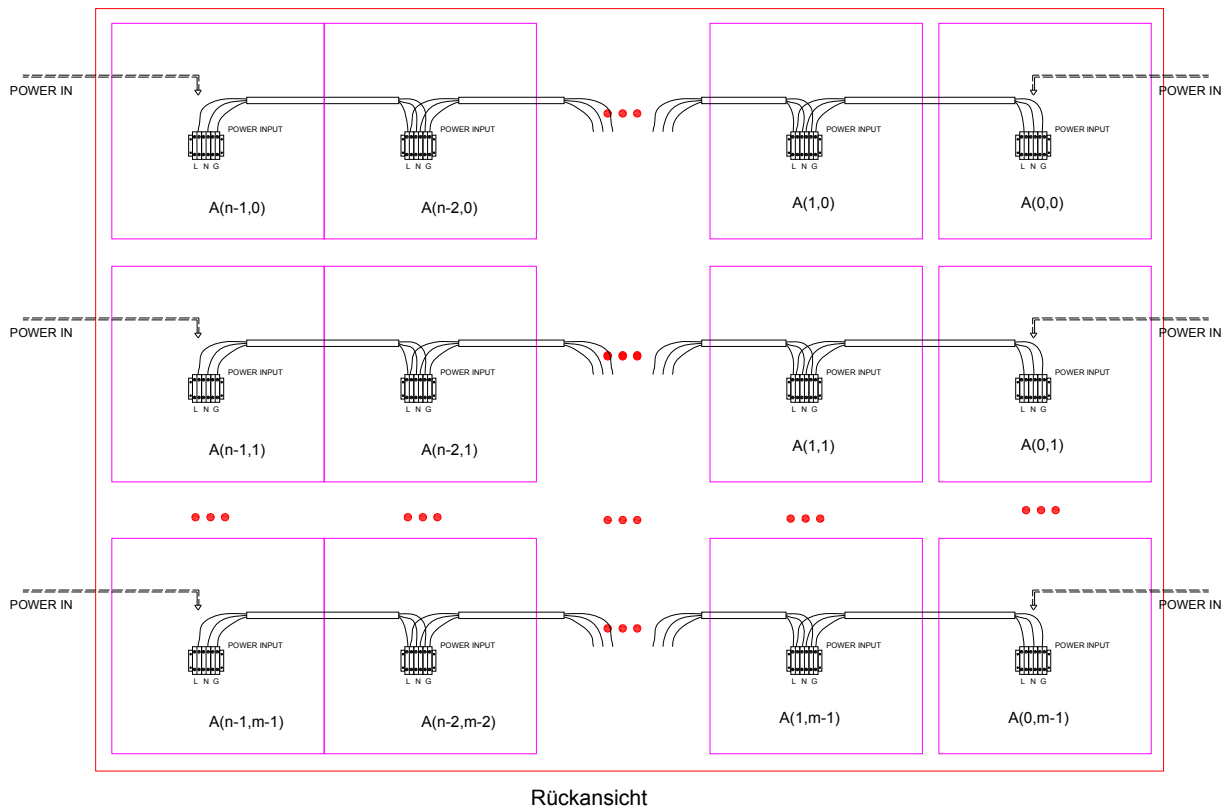 POWER IN
POWER IN
POWER INPUT
POWER INPUT
POWER INPUT
POWER INPUT
L N G
L N G
L N G
L N G
A(n-1,0)
A(n-2,0)
A(1,0)
A(0,0)
POWER IN
POWER IN
POWER INPUT
POWER INPUT
POWER INPUT
POWER INPUT
L N G
L N G
L N G
L N G
A(n-1,1)
A(n-2,1)
A(1,1)
A(0,1)
POWER IN
POWER IN
POWER INPUT
POWER INPUT
POWER INPUT
POWER INPUT
L N G
L N G
L N G
L N G
A(n-1,m-1)
A(n-2,m-2)
A(1,m-1)
A(0,m-1)
Rückansicht